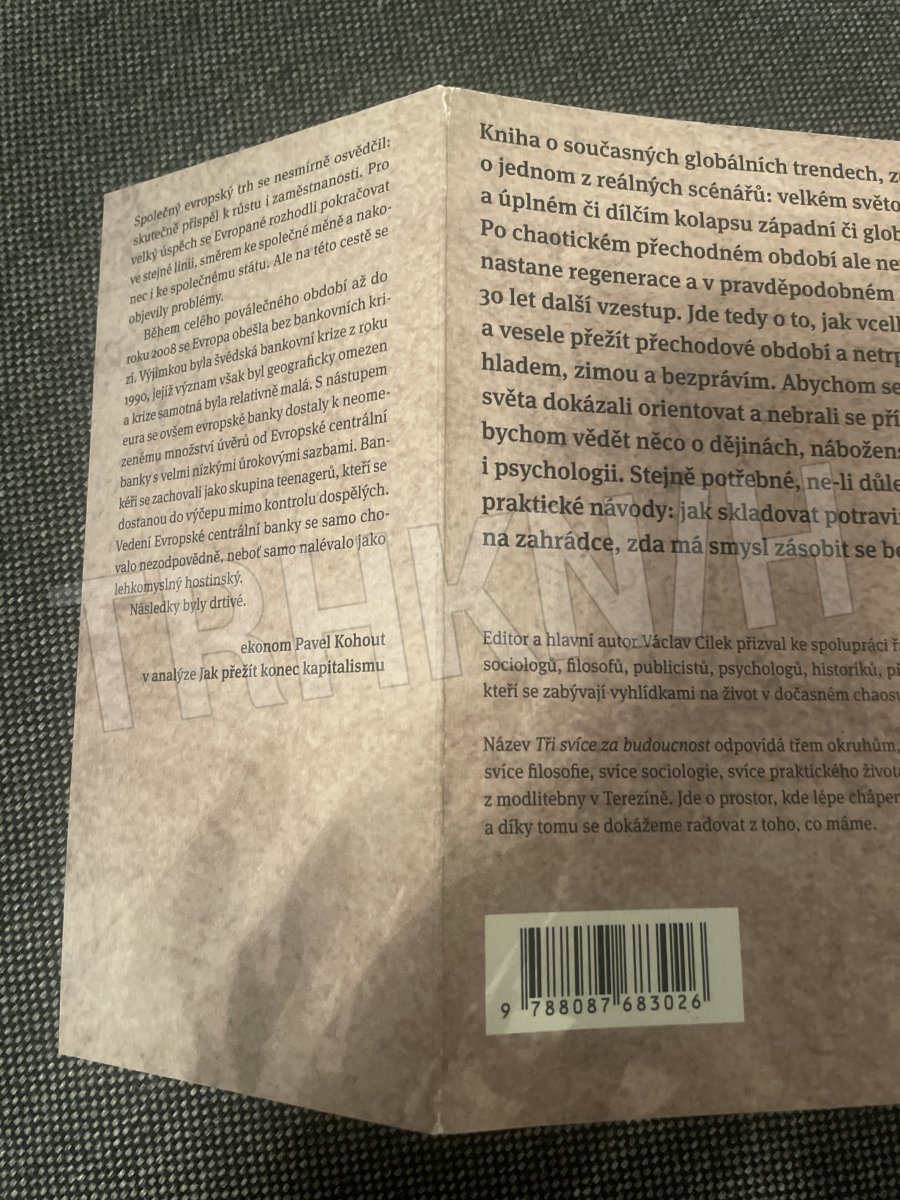 Společný evropský trh se nesmírně osvědčil:
skutečně přispěl k růstu i zaměstnanosti. Pro
velký úspěch se Evropané rozhodli pokračovat
ve stejné linii, směrem ke společné měně a nako-
nec i ke společnému státu. Ale na této cestě se
objevily problémy.
Během celého poválečného období až do
roku 2008 se Evropa obešla bez bankovních kri-
zí. Výjimkou byla švédská bankovní krize z roku
1990, jejíž význam však byl geograficky omezen
a krize samotná byla relativně malá. S nástupem
eura se ovšem evropské banky dostaly k neome-
zenému množství úvěrů od Evropské centrální
banky s velmi nízkými úrokovými sazbami. Ban-
kéři se zachovali jako skupina teenagerů, kteří se
dostanou do výčepu mimo kontrolu dospělých.
Vedení Evropské centrální banky se samo cho-
valo nezodpovědně, neboť samo nalévalo jako
lehkomyslný hostinský.
Následky byly drtivé.
ekonom Pavel Kohout
v analýze Jak přežít konec kapitalismu
Kniha o současných globálních trendech, z
o jednom z reálných scénářů: velkém světo
a úplném či dílčím kolapsu západní či glob
Po chaotickém přechodném období ale ne
nastane regenerace a v pravděpodobném
30 let další vzestup. Jde tedy o to, jak vcel
a vesele přežít přechodové období a netrp
hladem, zimou a bezprávím. Abychom se
světa dokázali orientovat a nebrali se pří
bychom vědět něco o dějinách, nábožens
i psychologii. Stejně potřebné, ne-li důle
praktické návody: jak skladovat potravi
na zahrádce, zda má smysl zásobit se be
Editor a hlavní autor Václav Cílek přizval ke spolupráci ř
sociologů, filosofů, publicistů, psychologů, historiků, p
kteří se zabývají vyhlídkami na život v dočasném chaosu
Název Tři svíce za budoucnost odpovídá třem okruhům,
svíce filosofie, svíce sociologie, svíce praktického života
z modlitebny v Terezíně. Jde o prostor, kde lépe chápem
a díky tomu se dokážeme radovat z toho, co máme.
9 788087 683026
TRHKNIH